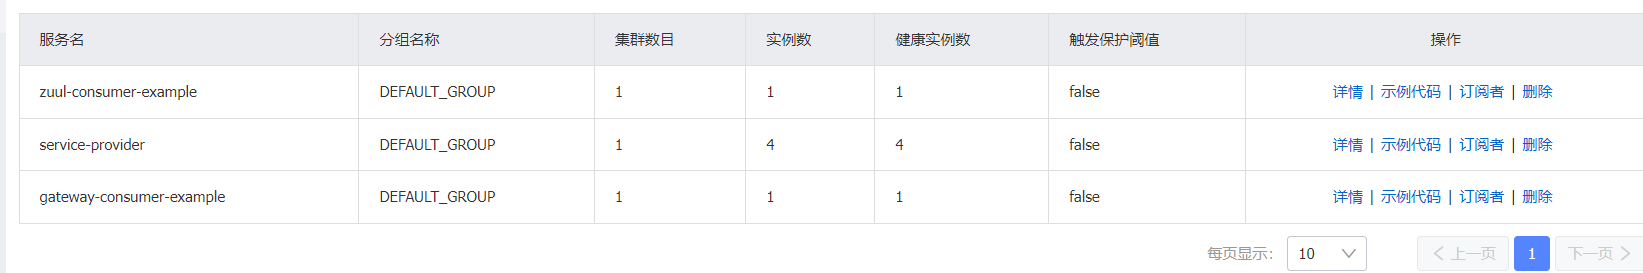 服务名 分组名称 集群数目 实例数 健康实例数 触发保护阈值 操作
zuul-consumer-example DEFAULT_GROUP 1 1 1 false 详情 | 示例代码 | 订阅者 | 删除
service-provider DEFAULT_GROUP 1 4 4 false 详情 | 示例代码 | 订阅者 | 删除
gateway-consumer-example DEFAULT_GROUP 1 1 1 false 详情 | 示例代码 | 订阅者 | 删除
每页显示: 10 上一页 1 下一页